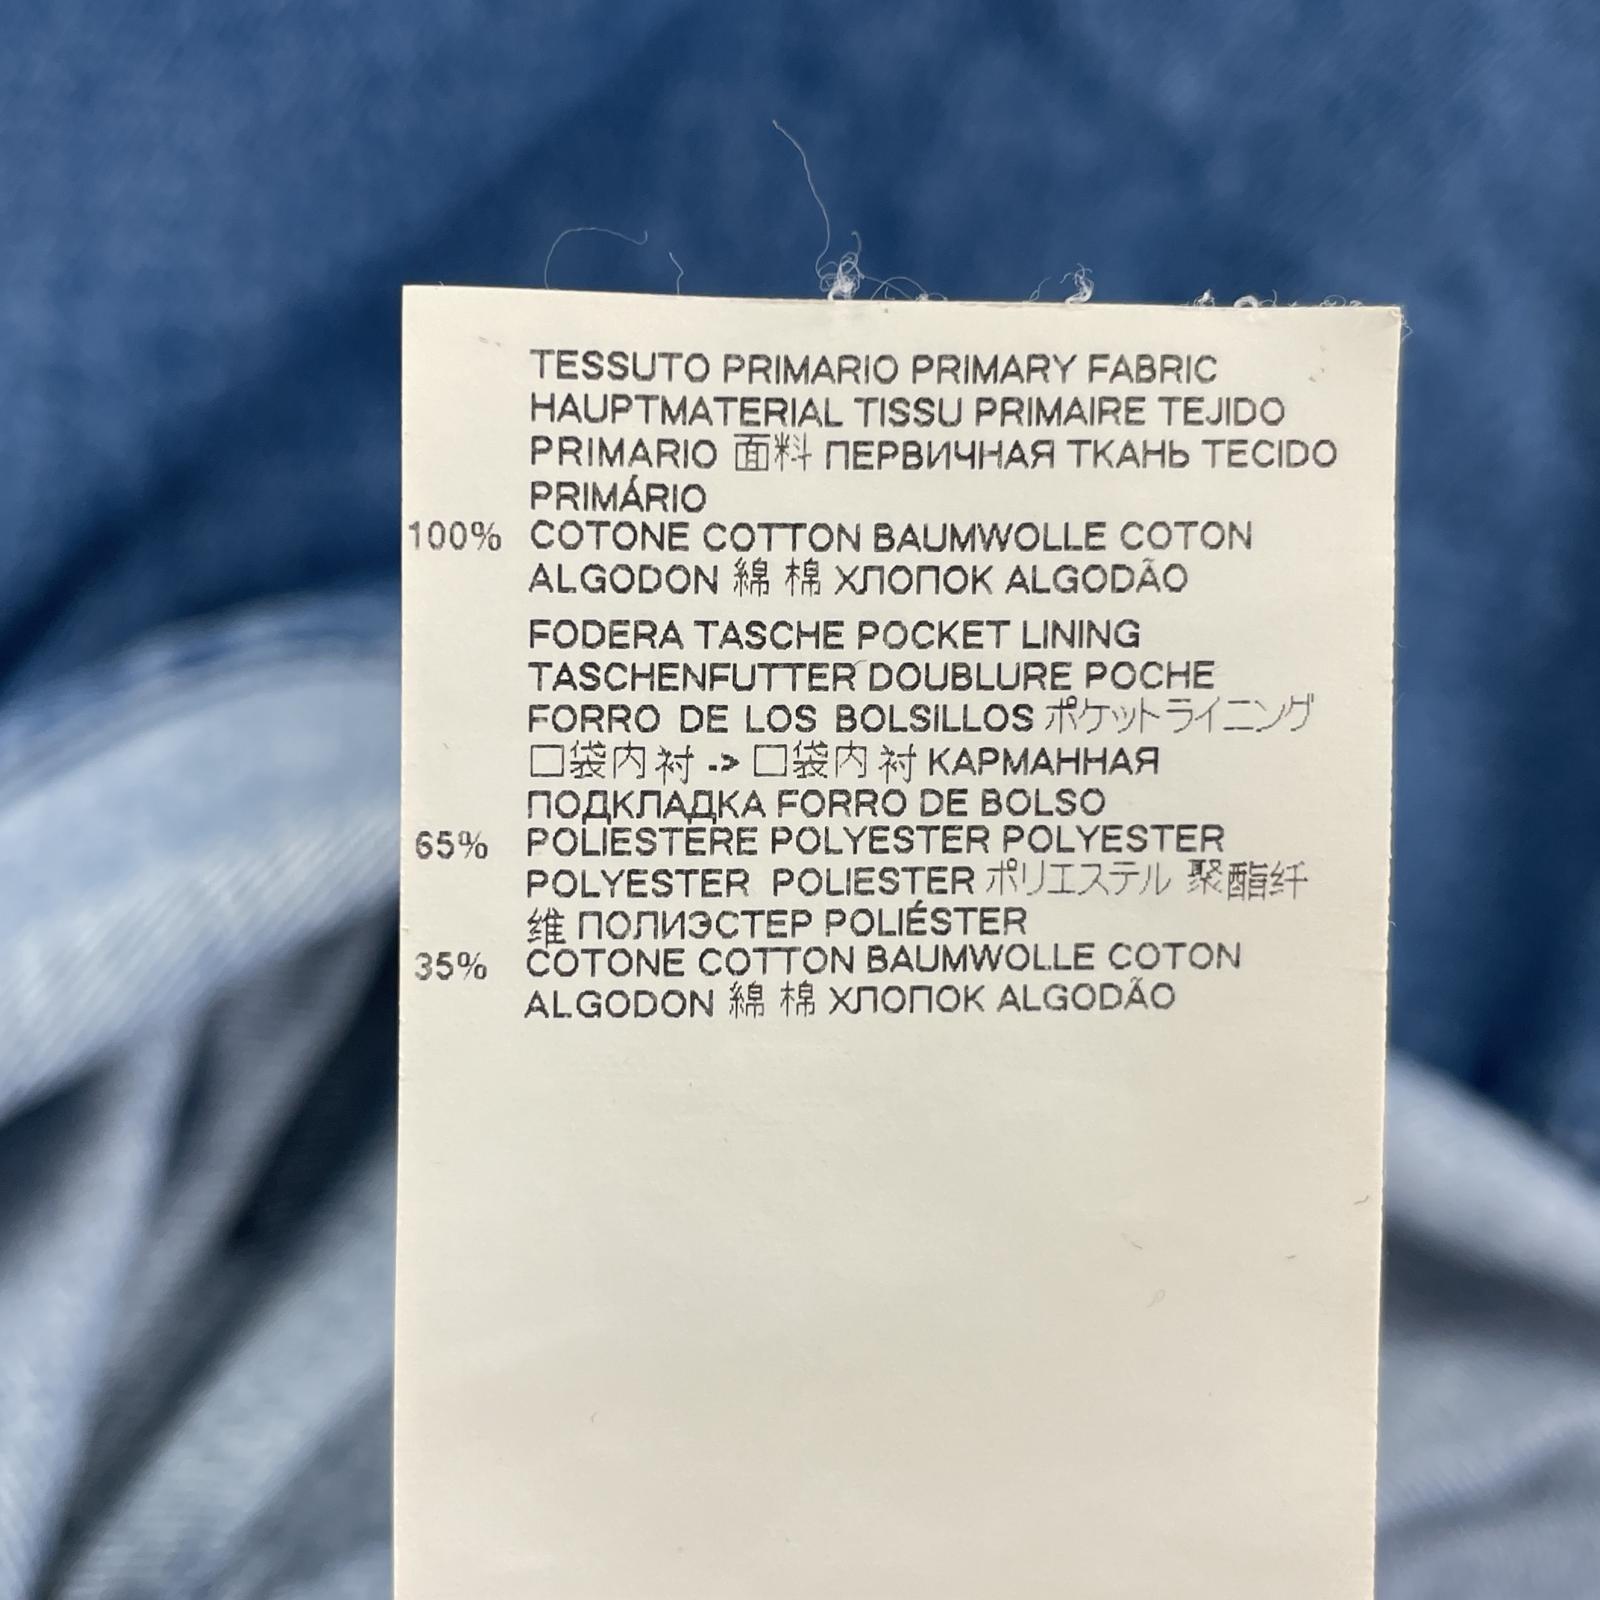 TESSUTO PRIMARIO PRIMARY FABRIC
HAUPTMATERIAL TISSU PRIMAIRE TEJIDO
PRIMARIO 面料 ПЕРВИЧНАЯ ТКАНЬ TECIDO
PRIMÁRIO
100% COTONE COTTON BAUMWOLLE COTON
ALGODON 綿 棉 ХЛОПОК ALGODÃO
FODERA TASCHE POCKET LINING
TASCHENFUTTER DOUBLURE POCHE
FORRO DE LOS BOLSILLOS ポケットライニング
口袋内衬 -> 口袋内衬 КАРМАННАЯ
ПОДКЛАДКА FORRO DE BOLSO
65% POLIESTERE POLYESTER POLYESTER
POLYESTER POLIESTER ポリエステル 聚酯纤
维 ПОЛИЭСТЕР POLIÉSTER
35% COTONE COTTON BAUMWOLLE COTON
ALGODON 綿 棉 ХЛОПОК ALGODÃO